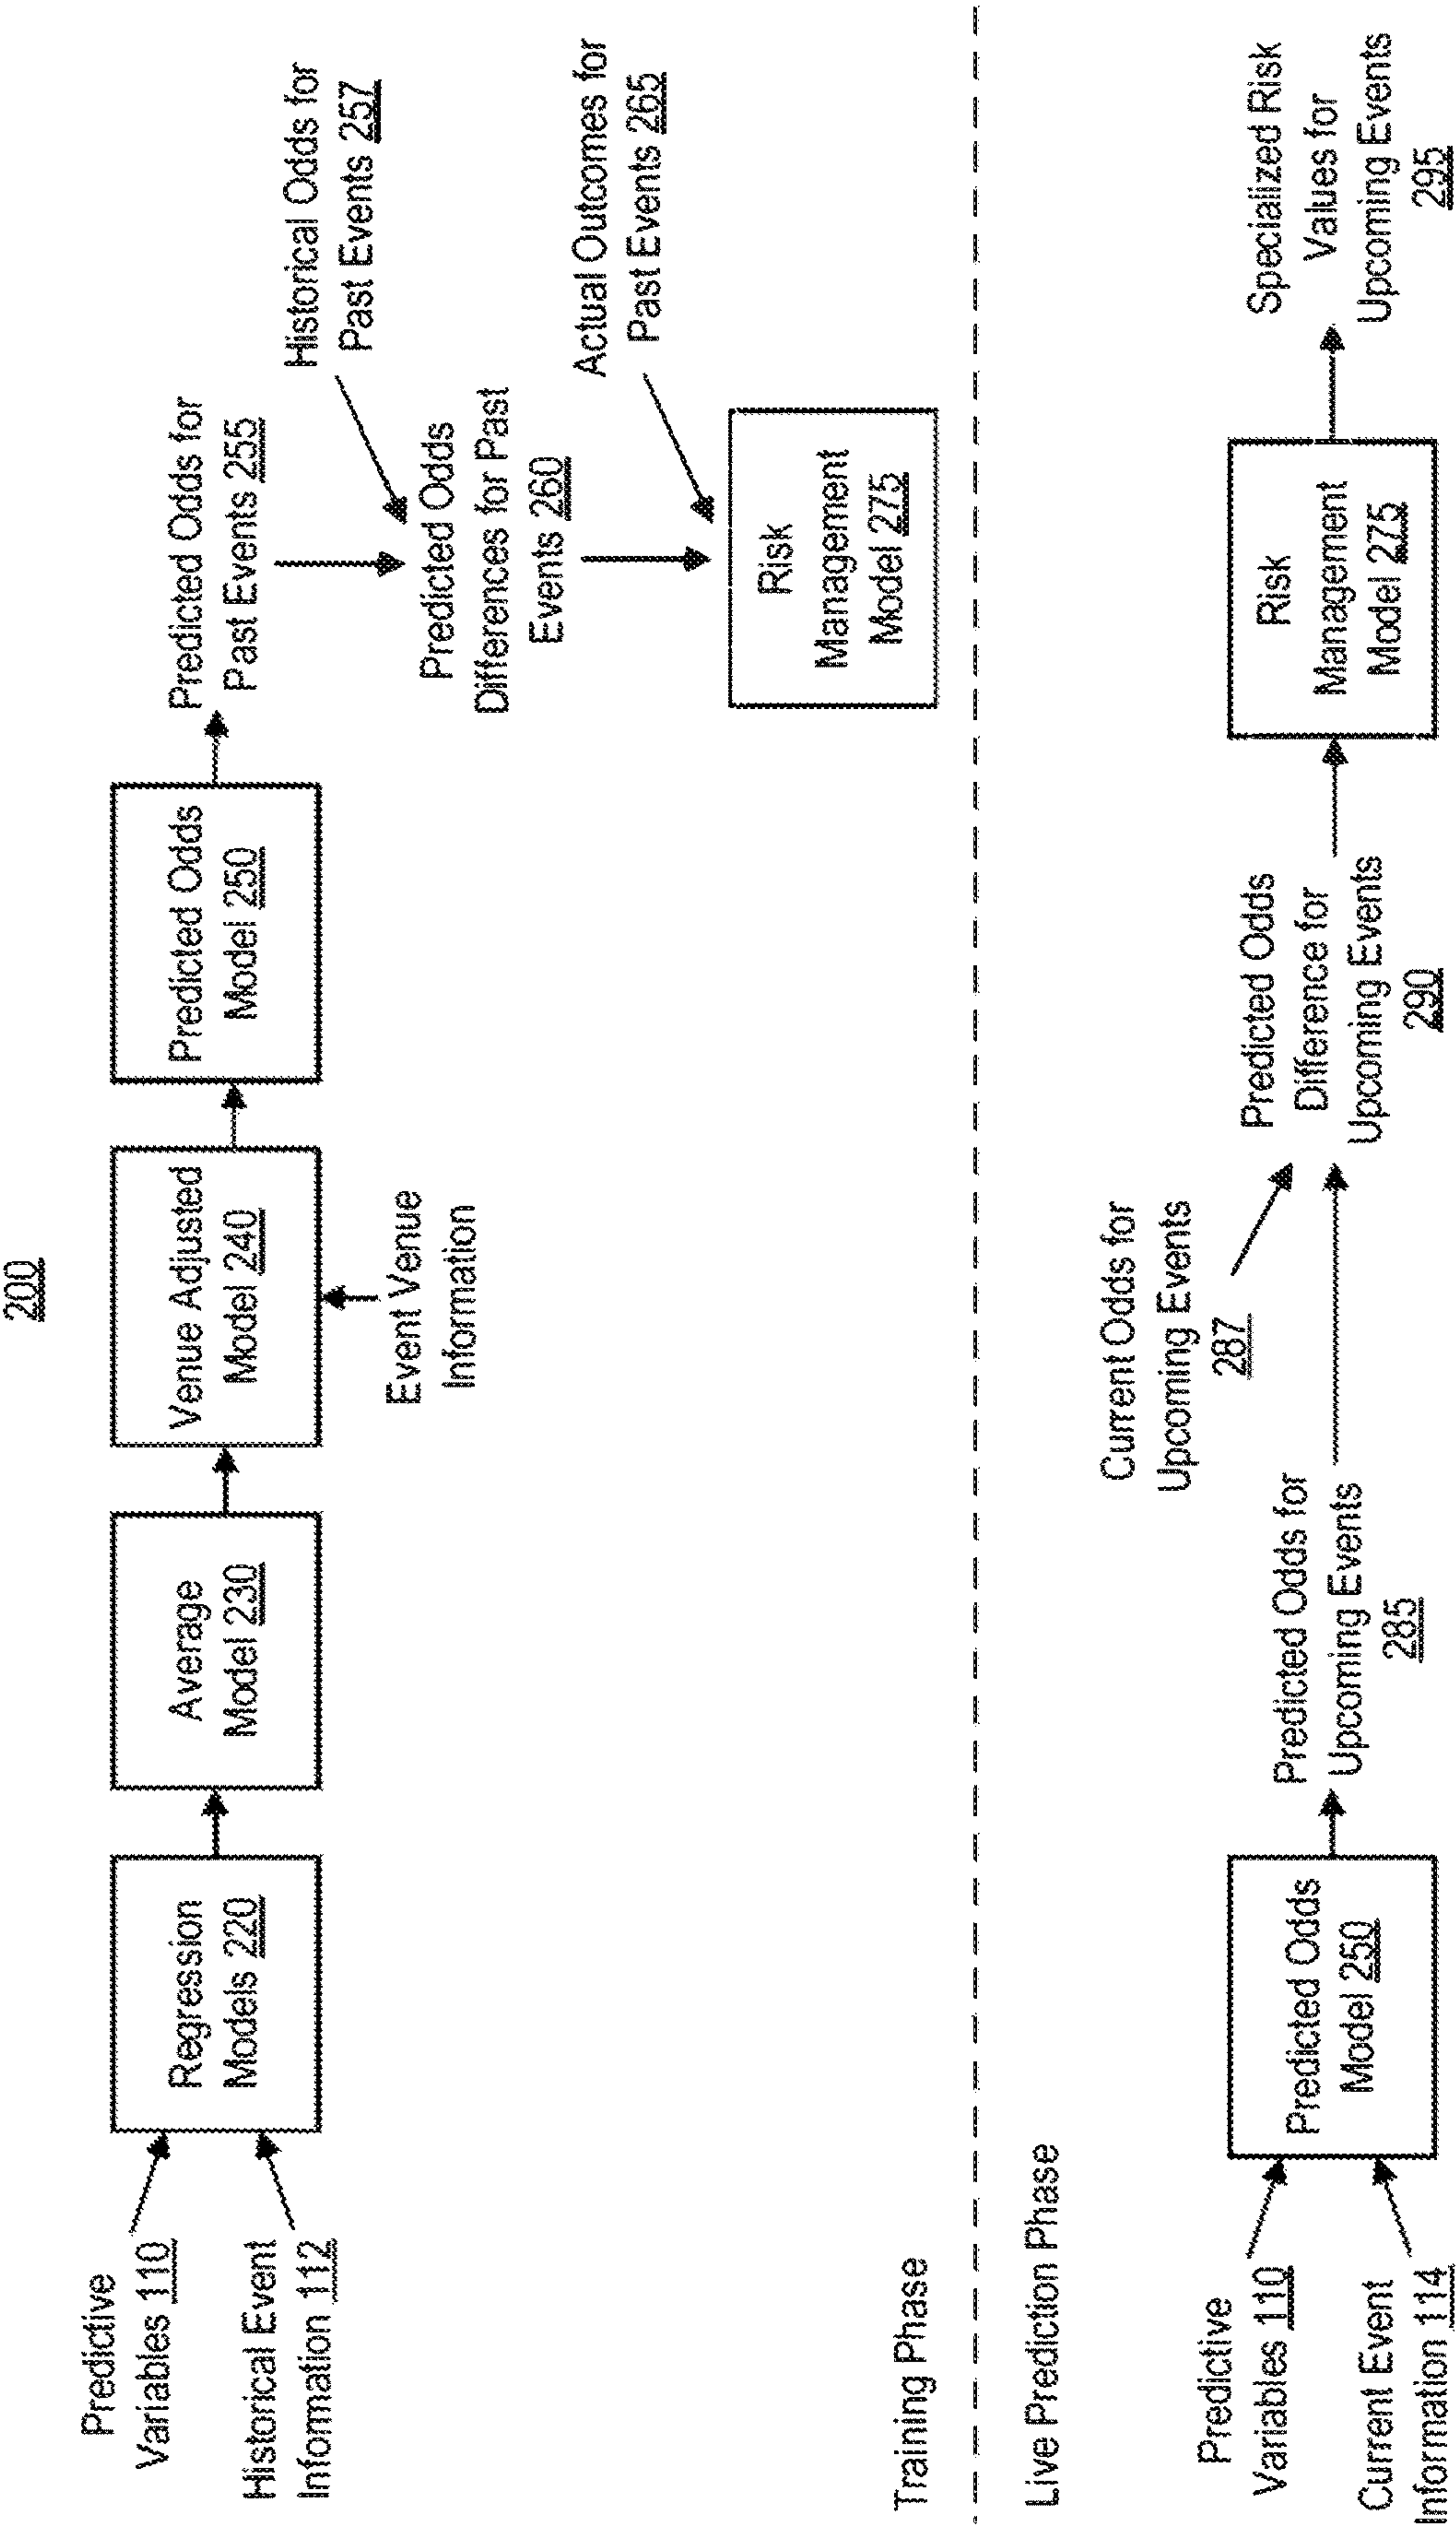 200
Predictive
Variables 110
Historical Event
Information 112
Regression
Models 220
Average
Model 230
Venue Adjusted
Model 240
Event Venue
Information
Predicted Odds
Model 250
Predicted Odds for
Past Events 255
Historical Odds for
Past Events 257
Predicted Odds
Differences for Past
Events 260
Actual Outcomes for
Past Events 265
Risk
Management
Model 275
Training Phase
Live Prediction Phase
Predictive
Variables 110
Current Event
Information 114
Predicted Odds
Model 250
Predicted Odds for
Upcoming Events
285
Current Odds for
Upcoming Events
287
Predicted Odds
Difference for
Upcoming Events
290
Risk
Management
Model 275
Specialized Risk
Values for
Upcoming Events
295